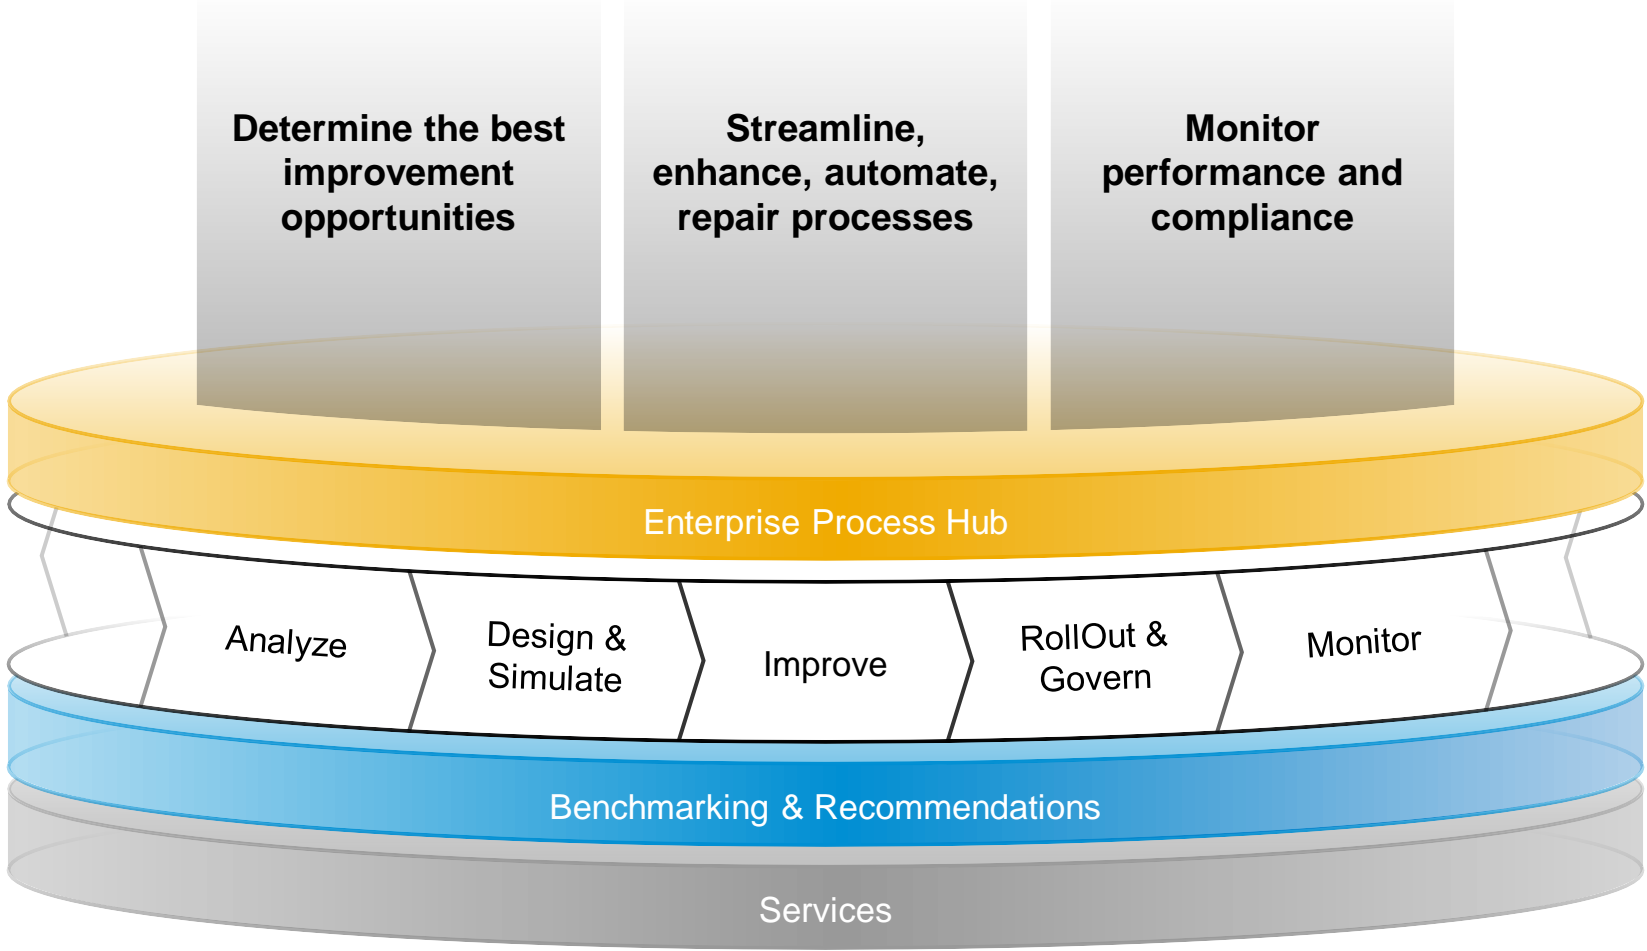 Determine the best
improvement
opportunities
Streamline,
enhance, automate,
repair processes
Monitor
performance and
compliance
Enterprise Process Hub
Analyze
Design &
Simulate
Improve
RollOut &
Govern
Monitor
Benchmarking & Recommendations
Services